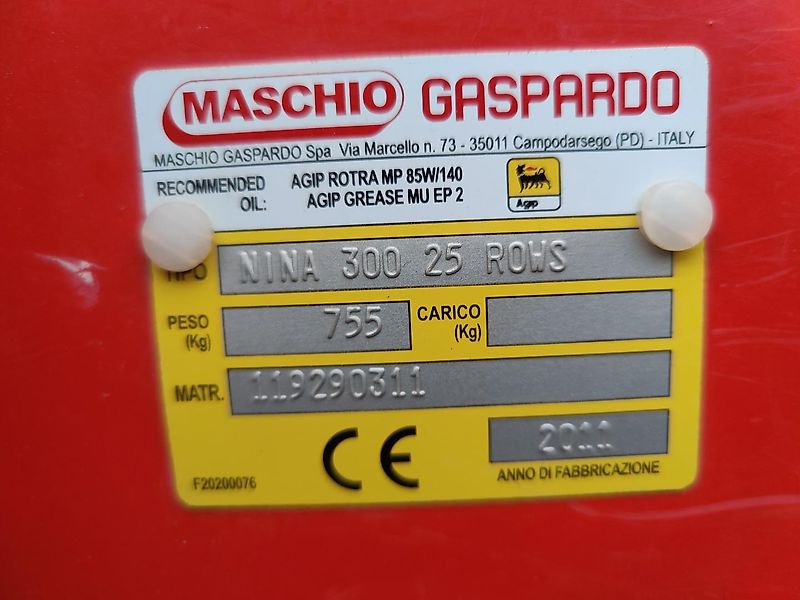 MASCHIO GASPARDO
MASCHIO GASPARDO Spa Via Marcello n. 73 - 35011 Campodarsego (PD) - ITALY
RECOMMENDED OIL: AGIP ROTRA MP 85W/140
AGIP GREASE MU EP 2
Agip
TIPO NINA 300 25 ROWS
PESO (Kg) 755 CARICO (Kg)
MATR. 119290311
CE 2011
F20200076 ANNO DI FABBRICAZIONE